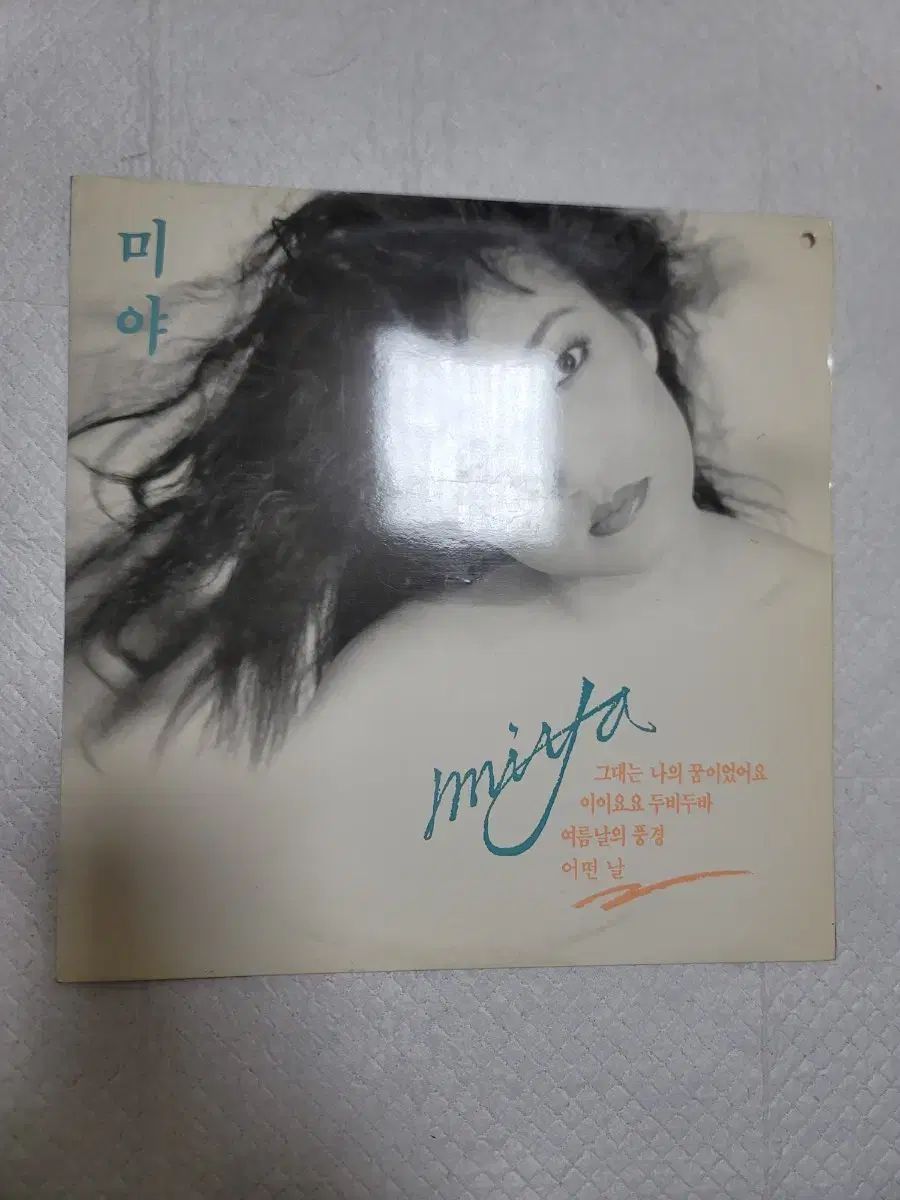 미야
miya
그대는 나의 꿈이었어요
이이요요 두비두바
여름날의 풍경
어떤 날